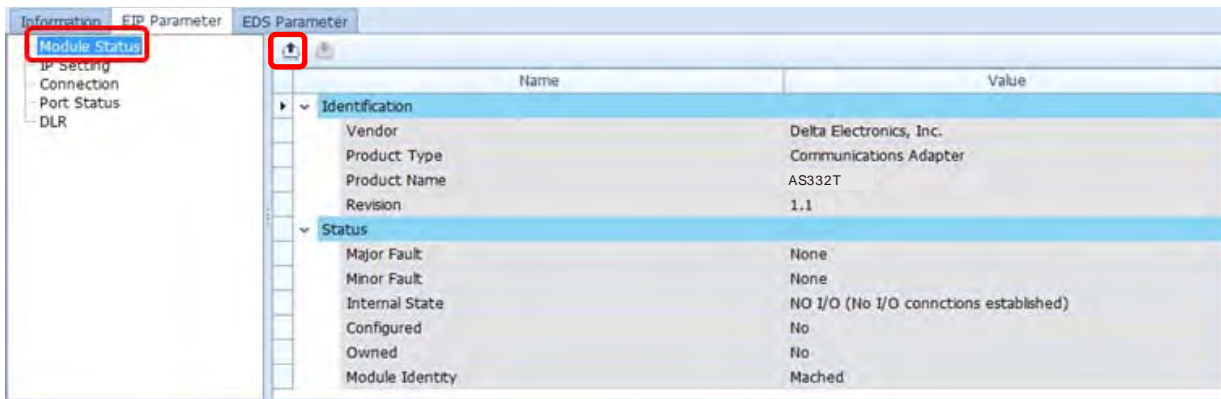 Information EIP Parameter EDS Parameter
Module Status
IP Setting
Connection
Port Status
DLR
Name Value
Identification
Vendor Delta Electronics, Inc.
Product Type Communications Adapter
Product Name AS332T
Revision 1.1
Status
Major Fault None
Minor Fault None
Internal State NO I/O (No I/O connctions established)
Configured No
Owned No
Module Identity Mached